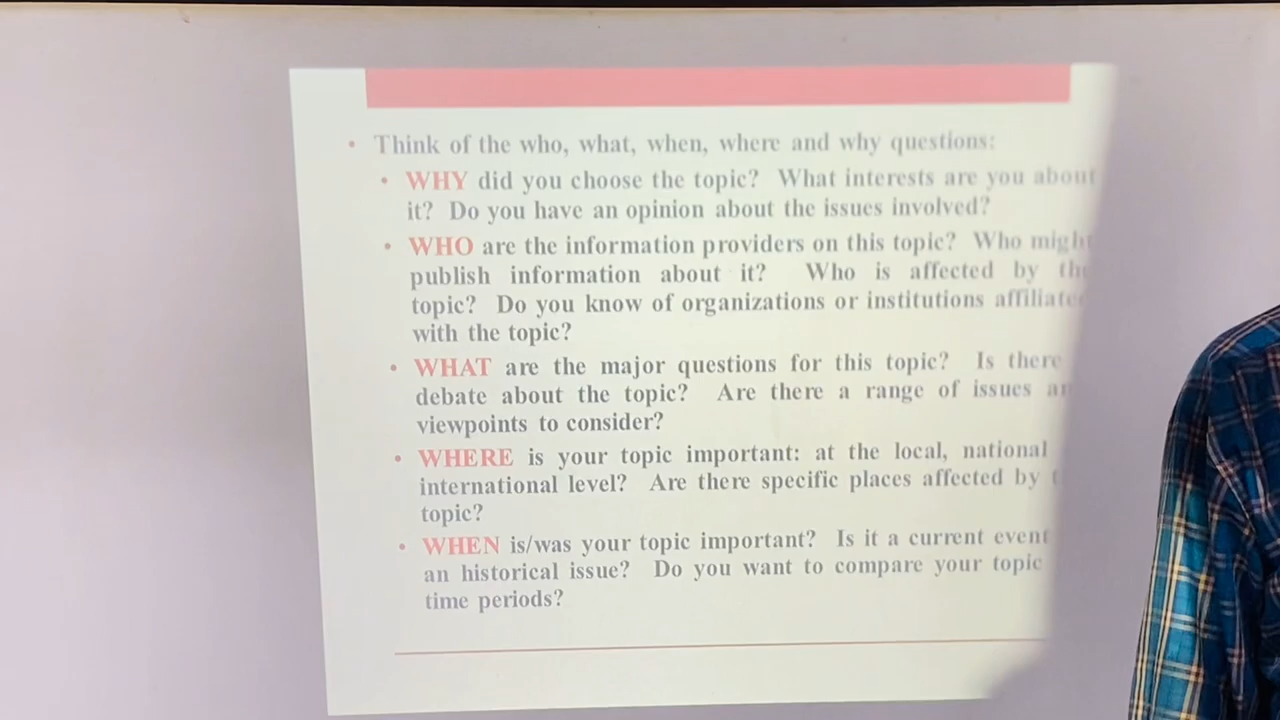 • Think of the who, what, when, where and why questions:
• WHY did you choose the topic? What interests are you about
it? Do you have an opinion about the issues involved?
• WHO are the information providers on this topic? Who might
publish information about it? Who is affected by the
topic? Do you know of organizations or institutions
with the topic?
• WHAT are the major questions for this topic? Is there
debate about the topic? Are there a range of issues
viewpoints to consider?
• WHERE is your topic important: at the local, national
international level? Are there specific places affected by
topic?
• WHEN is/was your topic important? Is it a current event
an historical issue? Do you want to compare your topic
time periods?